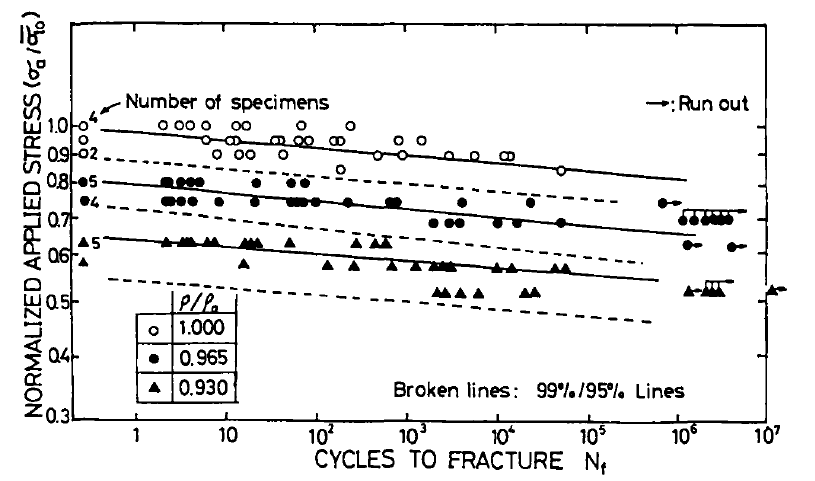 NORMALIZED APPLIED STRESS (σₐ/σ̅ₜ₀)
1.0
0.9
0.8
0.7
0.6
0.5
0.4
0.3
Number of specimens
: Run out
4
2
5
4
5
ρ/ρₐ
○ 1.000
● 0.965
▲ 0.930
Broken lines: 99%/95% Lines
1 10 10² 10³ 10⁴ 10⁵ 10⁶ 10⁷
CYCLES TO FRACTURE Nf